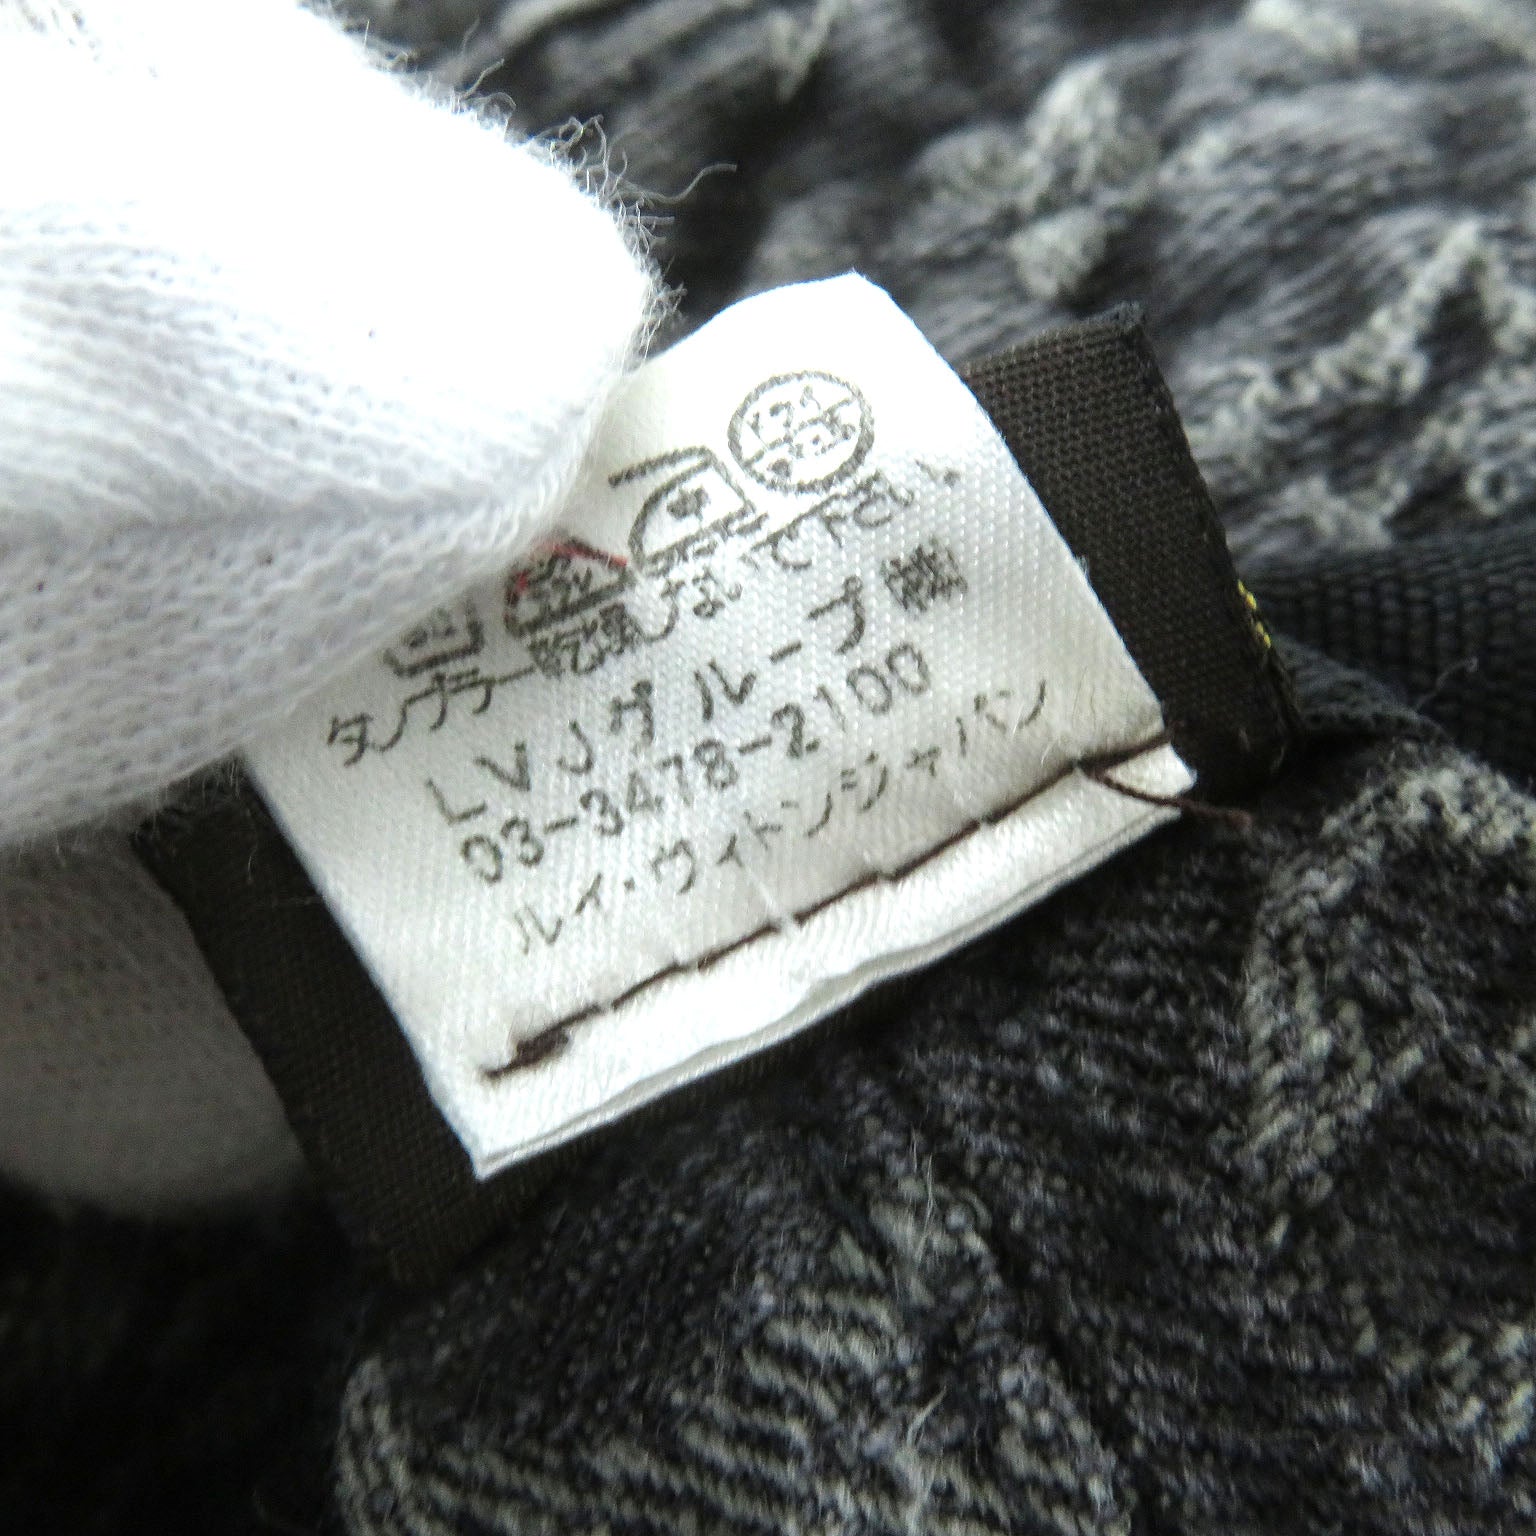 タンブラー乾燥しないで下さい。
LVJグループ㈱
03-3478-2100
ルイ・ヴィトンジャパン